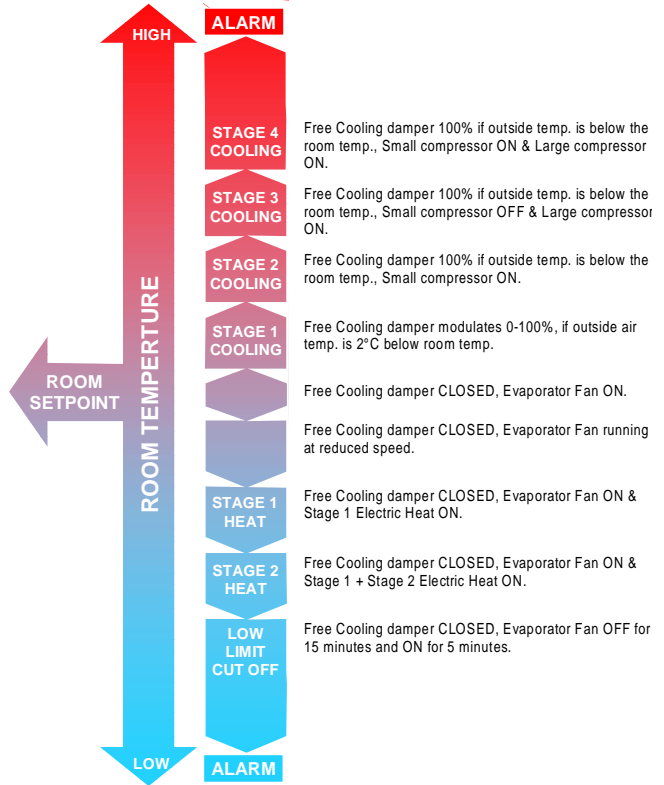 HIGH
ALARM
STAGE 4
COOLING
Free Cooling damper 100% if outside temp. is below the
room temp., Small compressor ON & Large compressor
ON.
STAGE 3
COOLING
Free Cooling damper 100% if outside temp. is below the
room temp., Small compressor OFF & Large compressor
ON.
STAGE 2
COOLING
Free Cooling damper 100% if outside temp. is below the
room temp., Small compressor ON.
STAGE 1
COOLING
Free Cooling damper modulates 0-100%, if outside air
temp. is 2°C below room temp.
ROOM
SETPOINT
ROOM TEMPERTURE
Free Cooling damper CLOSED, Evaporator Fan ON.
Free Cooling damper CLOSED, Evaporator Fan running
at reduced speed.
STAGE 1
HEAT
Free Cooling damper CLOSED, Evaporator Fan ON &
Stage 1 Electric Heat ON.
STAGE 2
HEAT
Free Cooling damper CLOSED, Evaporator Fan ON &
Stage 1 + Stage 2 Electric Heat ON.
LOW
LIMIT
CUT OFF
Free Cooling damper CLOSED, Evaporator Fan OFF for
15 minutes and ON for 5 minutes.
LOW
ALARM